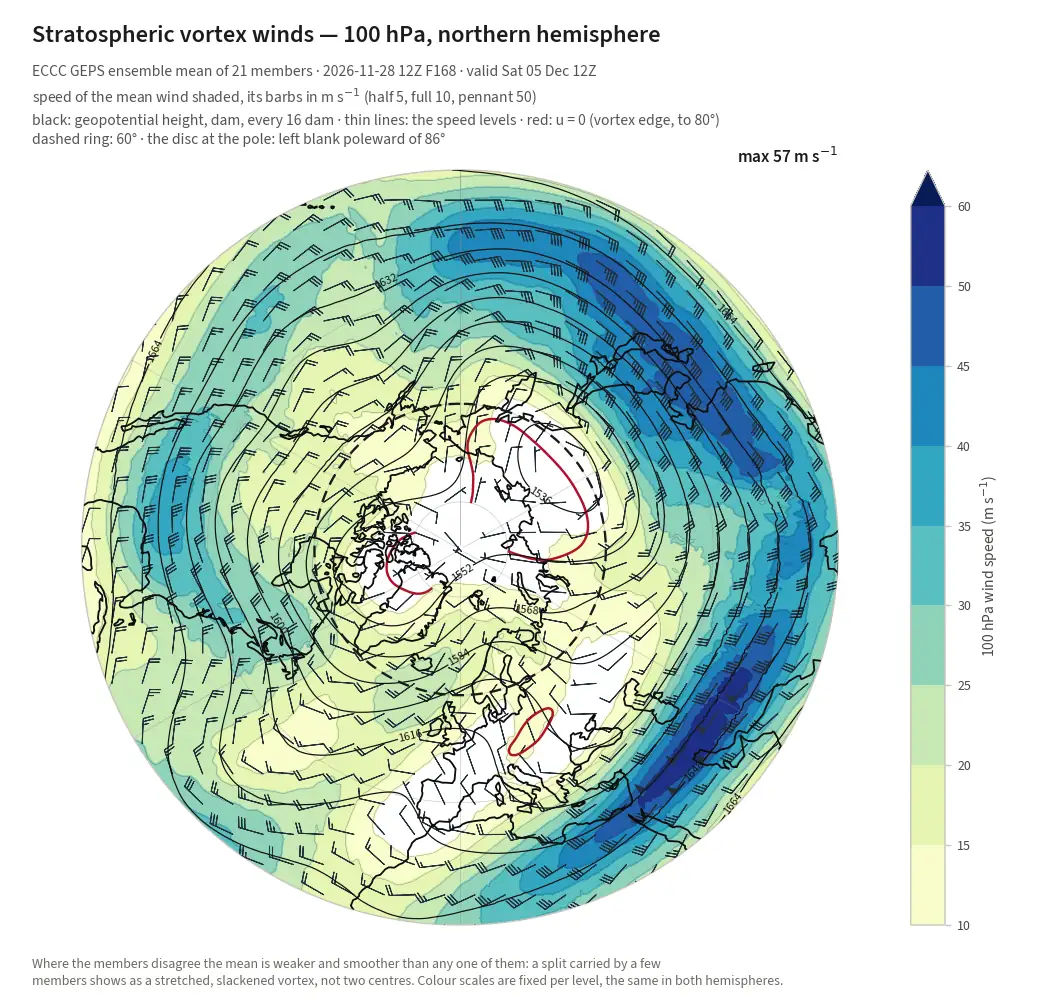 Stratospheric vortex winds — 100 hPa, northern hemisphere
ECCC GEPS ensemble mean of 21 members · 2026-11-28 12Z F168 · valid Sat 05 Dec 12Z
speed of the mean wind shaded, its barbs in m s⁻¹ (half 5, full 10, pennant 50)
black: geopotential height, dam, every 16 dam · thin lines: the speed levels · red: u = 0 (vortex edge, to 80°)
dashed ring: 60° · the disc at the pole: left blank poleward of 86°
max 57 m s⁻¹
60
50
45
40
35
30
25
20
15
10
100 hPa wind speed (m s⁻¹)
1632
1664
1664
1536
1552
1568
1584
1600
1616
1664
Where the members disagree the mean is weaker and smoother than any one of them: a split carried by a few
members shows as a stretched, slackened vortex, not two centres. Colour scales are fixed per level, the same in both hemispheres.